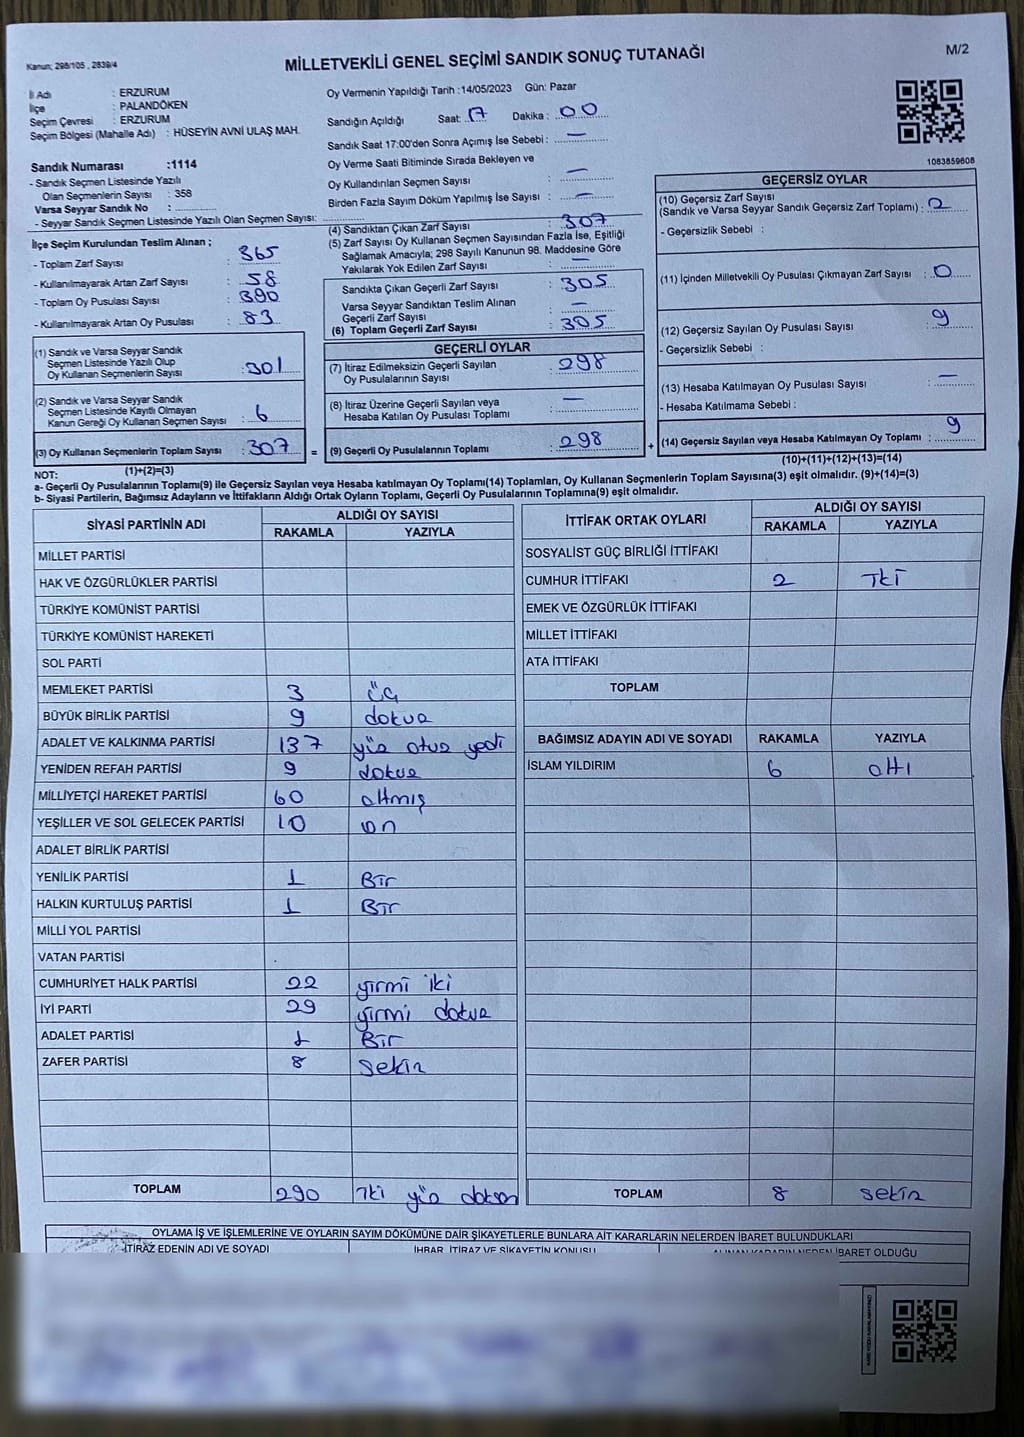 Kanun; 298/105 , 2839/4
MİLLETVEKİLİ GENEL SEÇİMİ SANDIK SONUÇ TUTANAĞI
M/2
İl Adı : ERZURUM
İlçe : PALANDÖKEN
Seçim Çevresi : ERZURUM
Seçim Bölgesi (Mahalle Adı) : HÜSEYİN AVNİ ULAŞ MAH.
Sandık Numarası :1114
- Sandık Seçmen Listesinde Yazılı
Olan Seçmenlerin Sayısı : 358
Varsa Seyyar Sandık No :
- Seyyar Sandık Seçmen Listesinde Yazılı Olan Seçmen Sayısı:
Oy Vermenin Yapıldığı Tarih :14/05/2023 Gün: Pazar
Sandığın Açıldığı Saat: 17 Dakika : 00
Sandık Saat 17:00'den Sonra Açımış İse Sebebi : —
Oy Verme Saati Bitiminde Sırada Bekleyen ve
Oy Kullandırılan Seçmen Sayısı : —
Birden Fazla Sayım Döküm Yapılmış İse Sayısı : —
1083859808
İlçe Seçim Kurulundan Teslim Alınan ;
- Toplam Zarf Sayısı : 365
- Kullanılmayarak Artan Zarf Sayısı : 58
- Toplam Oy Pusulası Sayısı : 390
- Kullanılmayarak Artan Oy Pusulası : 83
(1) Sandık ve Varsa Seyyar Sandık
Seçmen Listesinde Yazılı Olup
Oy Kullanan Seçmenlerin Sayısı :301
(2) Sandık ve Varsa Seyyar Sandık
Seçmen Listesinde Kayıtlı Olmayan
Kanun Gereği Oy Kullanan Seçmen Sayısı : 6
(3) Oy Kullanan Seçmenlerin Toplam Sayısı : 307 =
(1)+(2)=(3)
(4) Sandıktan Çıkan Zarf Sayısı : 307
(5) Zarf Sayısı Oy Kullanan Seçmen Sayısından Fazla İse, Eşitliği
Sağlamak Amacıyla; 298 Sayılı Kanunun 98. Maddesine Göre
Yakılarak Yok Edilen Zarf Sayısı : —
Sandıkta Çıkan Geçerli Zarf Sayısı : 305
Varsa Seyyar Sandıktan Teslim Alınan
Geçerli Zarf Sayısı : —
(6) Toplam Geçerli Zarf Sayısı : 305
GEÇERLİ OYLAR
(7) İtiraz Edilmeksizin Geçerli Sayılan
Oy Pusulalarının Sayısı : 298
(8) İtiraz Üzerine Geçerli Sayılan veya
Hesaba Katılan Oy Pusulası Toplamı : —
(9) Geçerli Oy Pusulalarının Toplamı : 298 +
GEÇERSİZ OYLAR
(10) Geçersiz Zarf Sayısı
(Sandık ve Varsa Seyyar Sandık Geçersiz Zarf Toplamı) : 2
- Geçersizlik Sebebi :
(11) İçinden Milletvekili Oy Pusulası Çıkmayan Zarf Sayısı : 0
(12) Geçersiz Sayılan Oy Pusulası Sayısı : 9
- Geçersizlik Sebebi :
(13) Hesaba Katılmayan Oy Pusulası Sayısı : —
- Hesaba Katılmama Sebebi :
(14) Geçersiz Sayılan veya Hesaba Katılmayan Oy Toplamı : 9
(10)+(11)+(12)+(13)=(14)
NOT:
a- Geçerli Oy Pusulalarının Toplamı(9) ile Geçersiz Sayılan veya Hesaba katılmayan Oy Toplamı(14) Toplamları, Oy Kullanan Seçmenlerin Toplam Sayısına(3) eşit olmalıdır. (9)+(14)=(3)
b- Siyasi Partilerin, Bağımsız Adayların ve İttifakların Aldığı Ortak Oyların Toplamı, Geçerli Oy Pusulalarının Toplamına(9) eşit olmalıdır.
SİYASİ PARTİNİN ADI ALDIĞI OY SAYISI
RAKAMLA YAZIYLA
MİLLET PARTİSİ
HAK VE ÖZGÜRLÜKLER PARTİSİ
TÜRKİYE KOMÜNİST PARTİSİ
TÜRKİYE KOMÜNİST HAREKETİ
SOL PARTİ
MEMLEKET PARTİSİ 3 üç
BÜYÜK BİRLİK PARTİSİ 9 dokuz
ADALET VE KALKINMA PARTİSİ 137 yüz otuz yedi
YENİDEN REFAH PARTİSİ 9 dokuz
MİLLİYETÇİ HAREKET PARTİSİ 60 altmış
YEŞİLLER VE SOL GELECEK PARTİSİ 10 on
ADALET BİRLİK PARTİSİ
YENİLİK PARTİSİ 1 Bir
HALKIN KURTULUŞ PARTİSİ 1 Bir
MİLLİ YOL PARTİSİ
VATAN PARTİSİ
CUMHURİYET HALK PARTİSİ 22 yirmi iki
İYİ PARTİ 29 yirmi dokuz
ADALET PARTİSİ 1 Bir
ZAFER PARTİSİ 8 sekiz
TOPLAM 290 iki yüz doksan
İTTİFAK ORTAK OYLARI ALDIĞI OY SAYISI
RAKAMLA YAZIYLA
SOSYALİST GÜÇ BİRLİĞİ İTTİFAKI
CUMHUR İTTİFAKI 2 iki
EMEK VE ÖZGÜRLÜK İTTİFAKI
MİLLET İTTİFAKI
ATA İTTİFAKI
TOPLAM
BAĞIMSIZ ADAYIN ADI VE SOYADI RAKAMLA YAZIYLA
İSLAM YILDIRIM 6 altı
TOPLAM 8 sekiz
OYLAMA İŞ VE İŞLEMLERİNE VE OYLARIN SAYIM DÖKÜMÜNE DAİR ŞİKAYETLERLE BUNLARA AİT KARARLARIN NELERDEN İBARET BULUNDUKLARI
İTİRAZ EDENİN ADI VE SOYADI İHBAR, İTİRAZ VE ŞİKAYETİN KONUSU ALINAN KARARIN NEDEN İBARET OLDUĞU